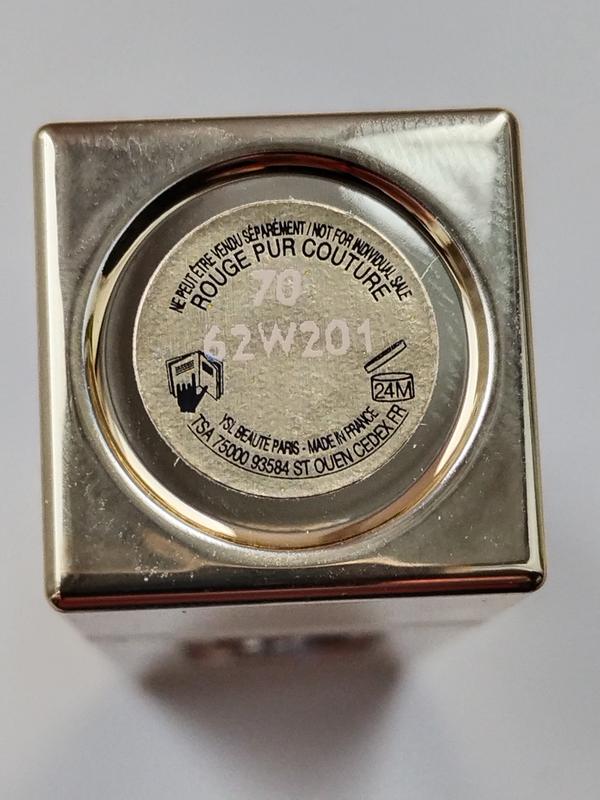 NE PEUT ÊTRE VENDU SÉPARÉMENT / NOT FOR INDIVIDUAL SALE
ROUGE PUR COUTURE
70
62W201
24M
YSL BEAUTÉ PARIS - MADE IN FRANCE
TSA 75000 93584 ST OUEN CEDEX FR